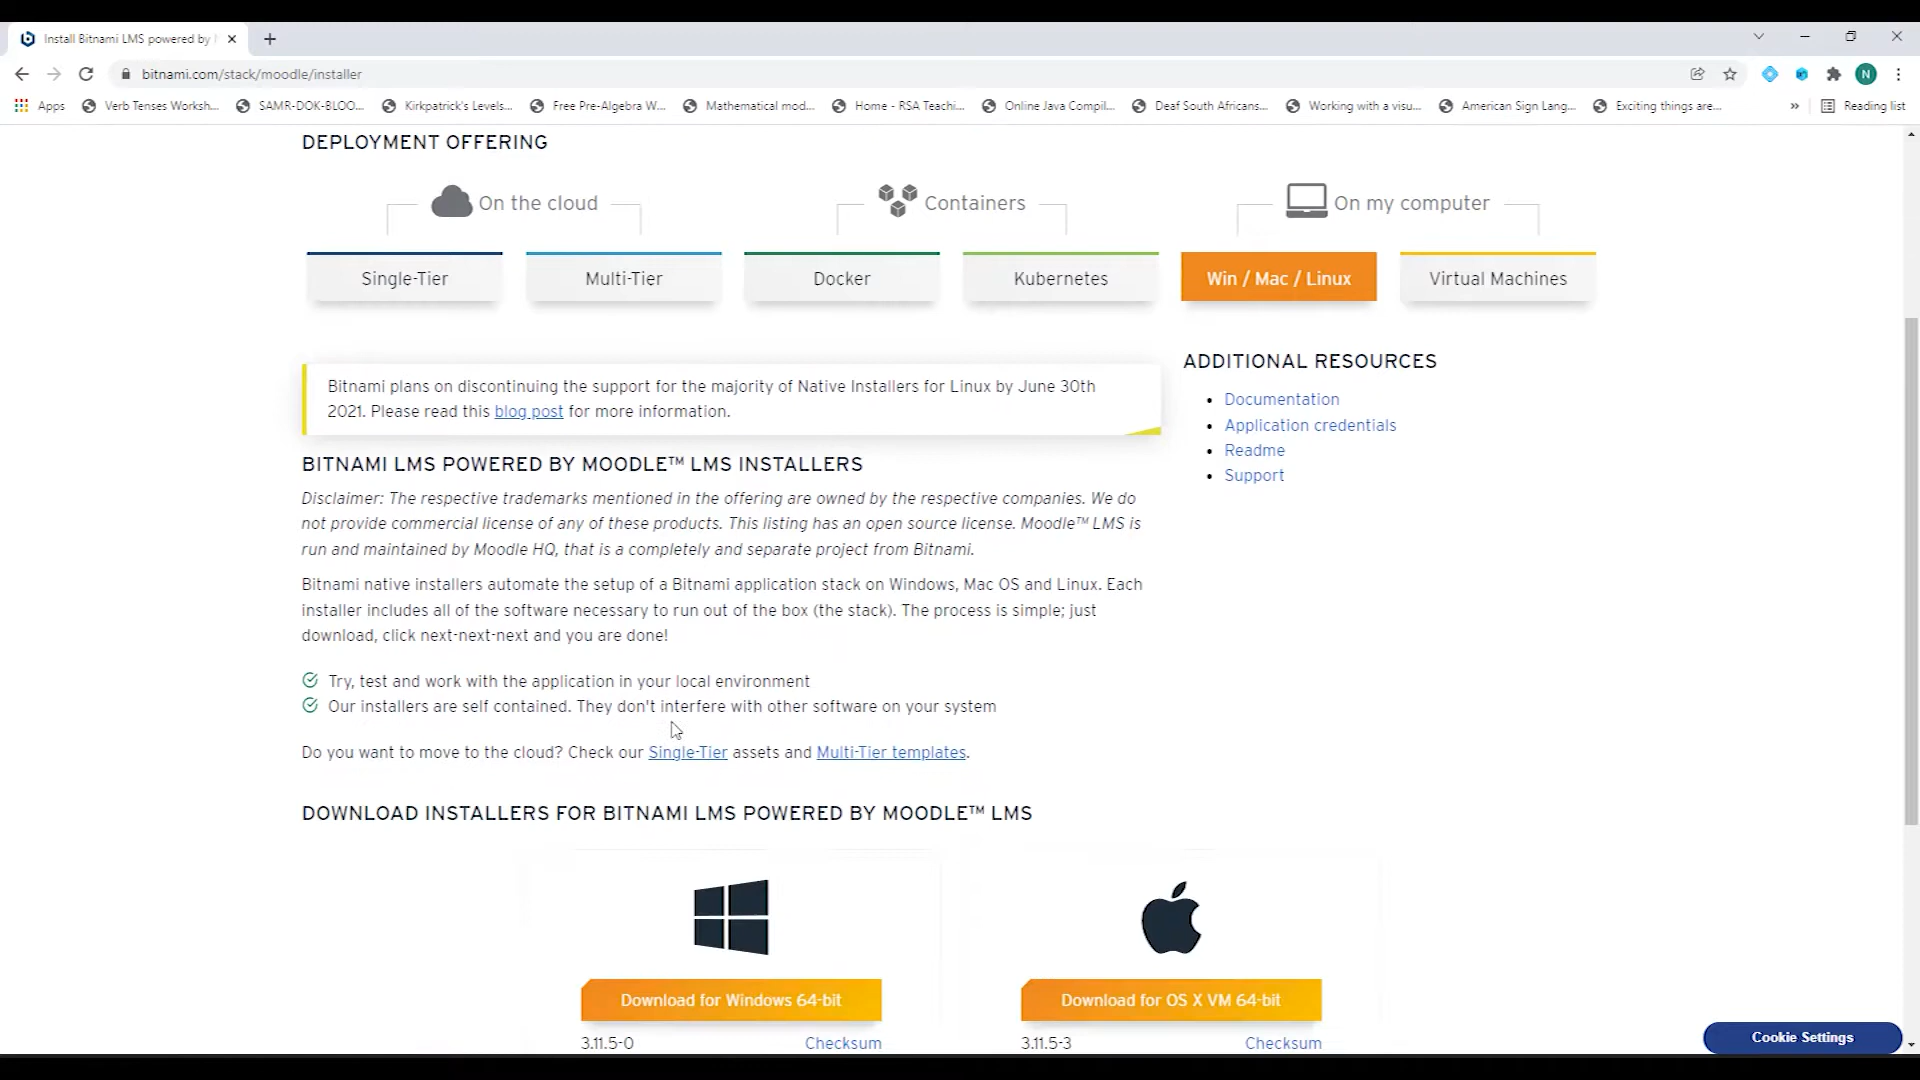 Install Bitnami LMS powered by
bitnami.com/stack/moodle/installer
N
Apps
Verb Tenses Worksh...
SAMR-DOK-BLOO...
Kirkpatrick's Levels...
Free Pre-Algebra W...
Mathematical mod...
Home - RSA Teachi...
Online Java Compil...
Deaf South Africans...
Working with a visu...
American Sign Lang...
Exciting things are...
»
Reading list
DEPLOYMENT OFFERING
On the cloud
Containers
On my computer
Single-Tier
Multi-Tier
Docker
Kubernetes
Win / Mac / Linux
Virtual Machines
Bitnami plans on discontinuing the support for the majority of Native Installers for Linux by June 30th
2021. Please read this blog post for more information.
ADDITIONAL RESOURCES
• Documentation
• Application credentials
• Readme
• Support
BITNAMI LMS POWERED BY MOODLE™ LMS INSTALLERS
Disclaimer: The respective trademarks mentioned in the offering are owned by the respective companies. We do
not provide commercial license of any of these products. This listing has an open source license. Moodle™ LMS is
run and maintained by Moodle HQ, that is a completely and separate project from Bitnami.
Bitnami native installers automate the setup of a Bitnami application stack on Windows, Mac OS and Linux. Each
installer includes all of the software necessary to run out of the box (the stack). The process is simple; just
download, click next-next-next and you are done!
Try, test and work with the application in your local environment
Our installers are self contained. They don't interfere with other software on your system
Do you want to move to the cloud? Check our Single-Tier assets and Multi-Tier templates.
DOWNLOAD INSTALLERS FOR BITNAMI LMS POWERED BY MOODLE™ LMS
Download for Windows 64-bit
Download for OS X VM 64-bit
3.11.5-0
Checksum
3.11.5-3
Checksum
Cookie Settings